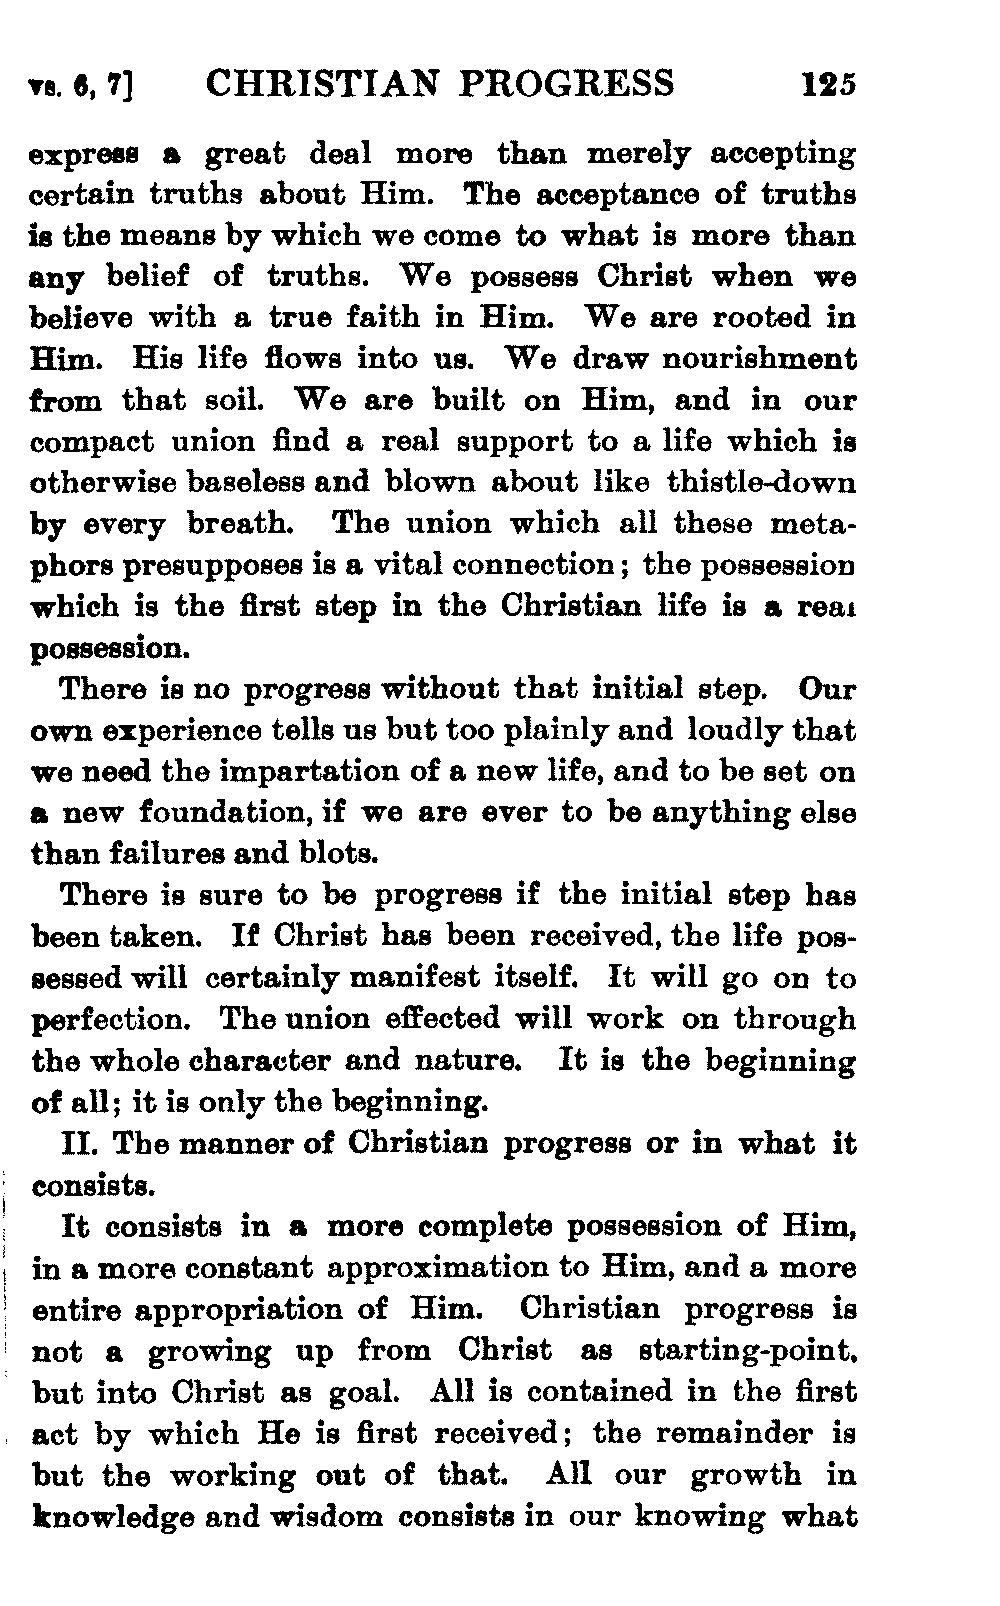 vs. 6, 7] CHRISTIAN PROGRESS 125
express a great deal more than merely accepting
certain truths about Him. The acceptance of truths
is the means by which we come to what is more than
any belief of truths. We possess Christ when we
believe with a true faith in Him. We are rooted in
Him. His life flows into us. We draw nourishment
from that soil. We are built on Him, and in our
compact union find a real support to a life which is
otherwise baseless and blown about like thistle-down
by every breath. The union which all these meta-
phors presupposes is a vital connection; the possession
which is the first step in the Christian life is a real
possession.
There is no progress without that initial step. Our
own experience tells us but too plainly and loudly that
we need the impartation of a new life, and to be set on
a new foundation, if we are ever to be anything else
than failures and blots.
There is sure to be progress if the initial step has
been taken. If Christ has been received, the life pos-
sessed will certainly manifest itself. It will go on to
perfection. The union effected will work on through
the whole character and nature. It is the beginning
of all; it is only the beginning.
II. The manner of Christian progress or in what it
consists.
It consists in a more complete possession of Him,
in a more constant approximation to Him, and a more
entire appropriation of Him. Christian progress is
not a growing up from Christ as starting-point,
but into Christ as goal. All is contained in the first
act by which He is first received; the remainder is
but the working out of that. All our growth in
knowledge and wisdom consists in our knowing what